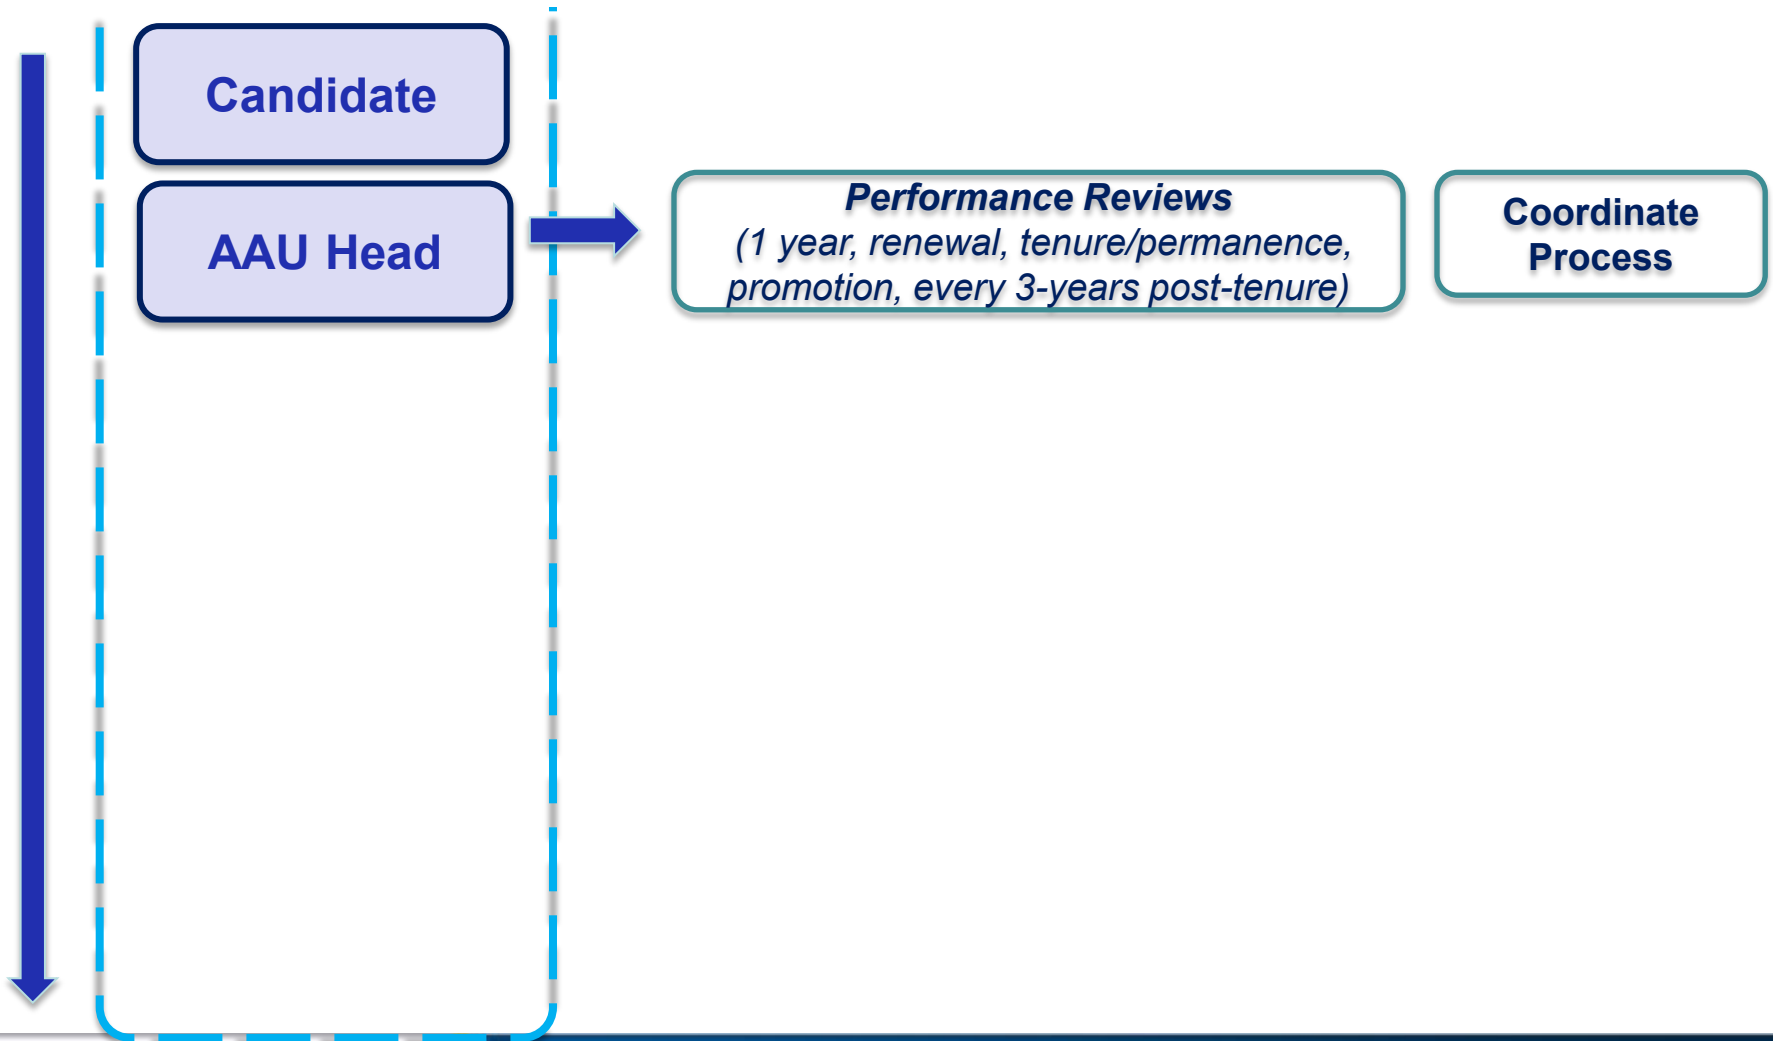 Candidate
AAU Head
Performance Reviews
(1 year, renewal, tenure/permanence,
promotion, every 3-years post-tenure)
Coordinate
Process